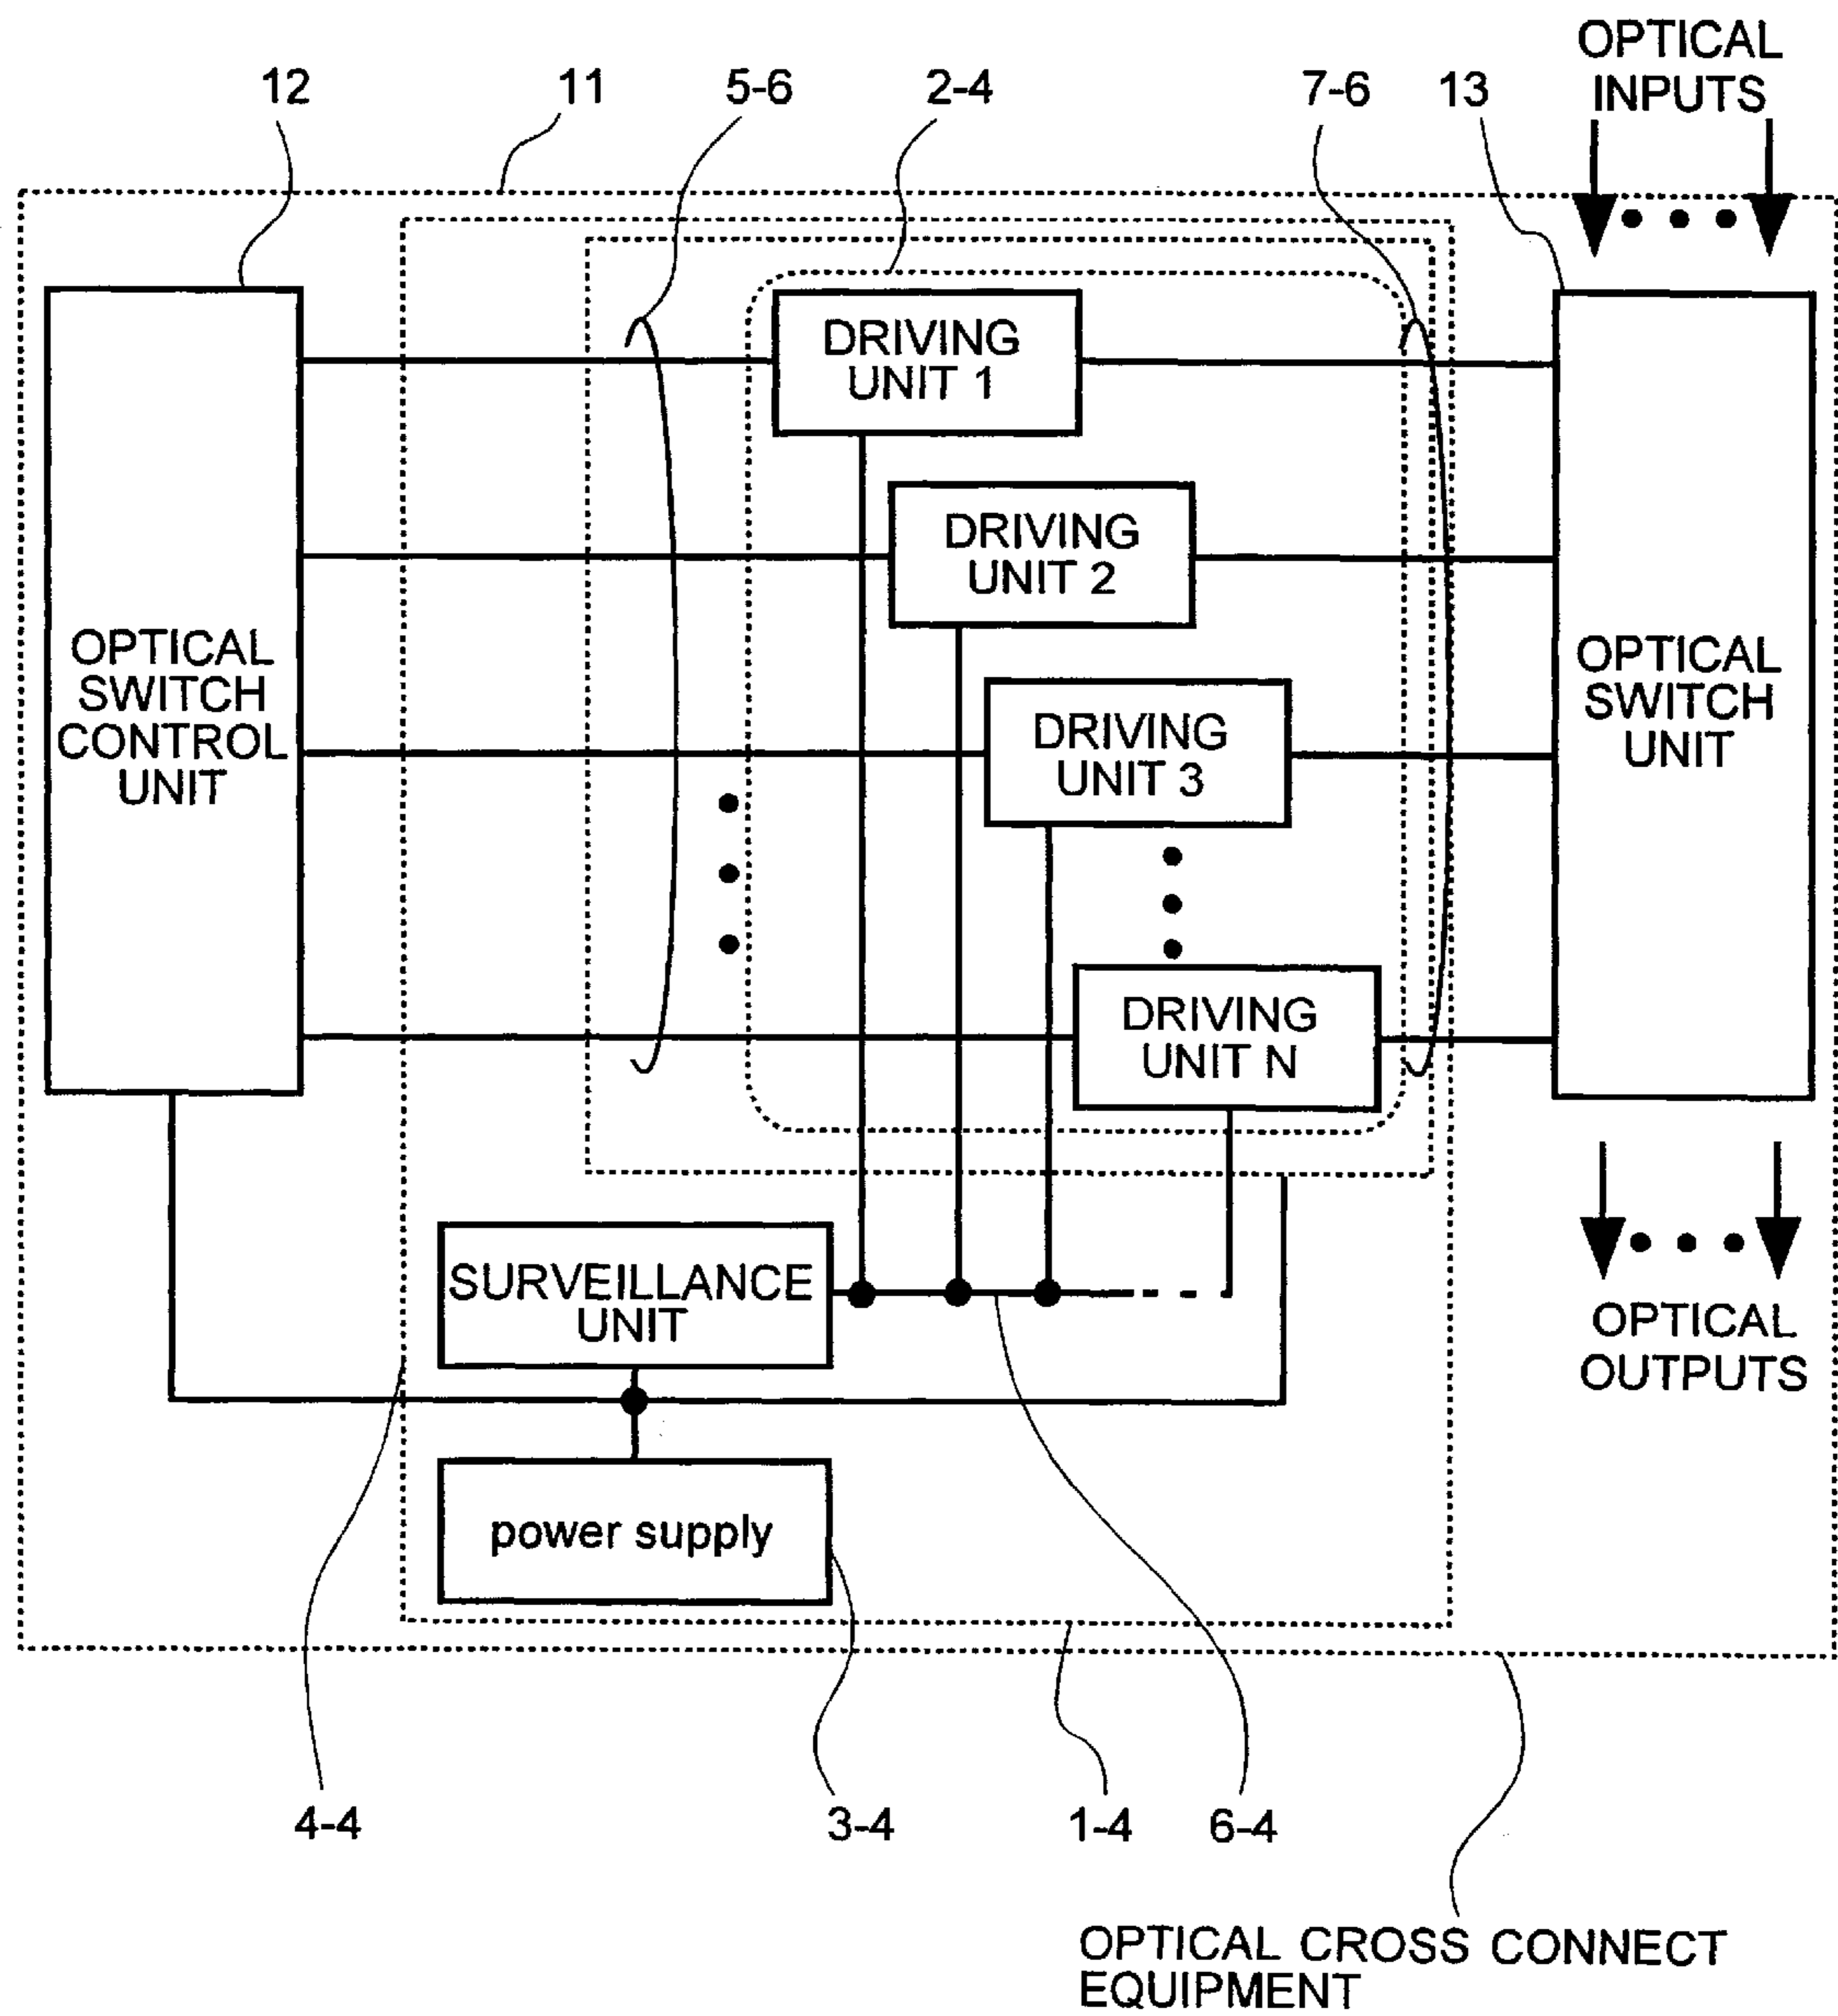 OPTICAL
INPUTS
12
11
5-6
2-4
7-6
13
DRIVING
UNIT 1
DRIVING
UNIT 2
DRIVING
UNIT 3
DRIVING
UNIT N
OPTICAL
SWITCH
CONTROL
UNIT
OPTICAL
SWITCH
UNIT
SURVEILLANCE
UNIT
power supply
OPTICAL
OUTPUTS
4-4
3-4
1-4
6-4
OPTICAL CROSS CONNECT
EQUIPMENT